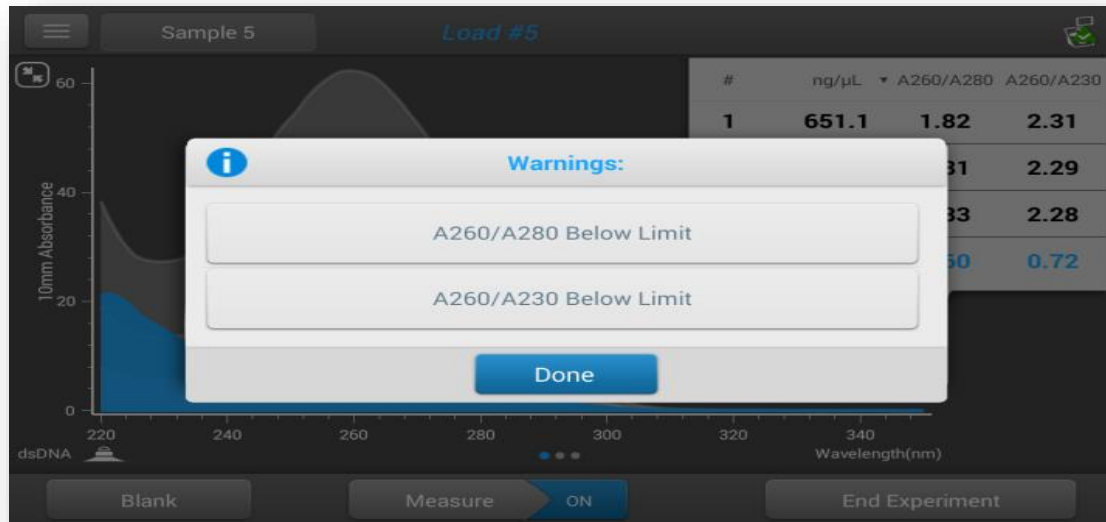 Sample 5
Load #5
# ng/µL ▼ A260/A280 A260/A230
1 651.1 1.82 2.31
31 2.29
33 2.28
50 0.72
60
40
20
0
10mm Absorbance
Warnings:
A260/A280 Below Limit
A260/A230 Below Limit
Done
220 240 260 280 300 320 340
dsDNA
Wavelength(nm)
Blank
Measure
ON
End Experiment